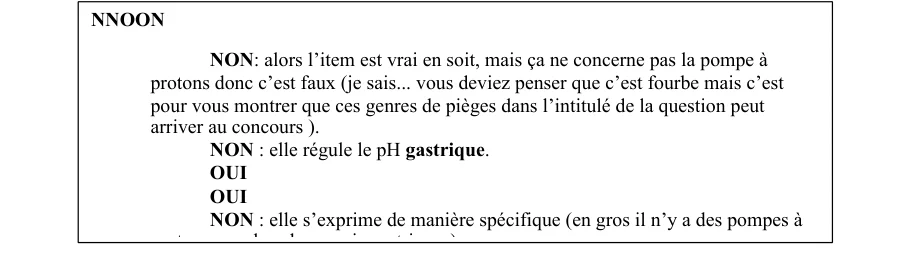 NNOON
NON: alors l’item est vrai en soit, mais ça ne concerne pas la pompe à
protons donc c’est faux (je sais... vous deviez penser que c’est fourbe mais c’est
pour vous montrer que ces genres de pièges dans l’intitulé de la question peut
arriver au concours ).
NON : elle régule le pH gastrique.
OUI
OUI
NON : elle s’exprime de manière spécifique (en gros il n’y a des pompes à